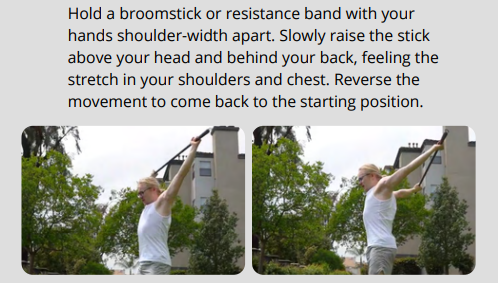 Hold a broomstick or resistance band with your
hands shoulder-width apart. Slowly raise the stick
above your head and behind your back, feeling the
stretch in your shoulders and chest. Reverse the
movement to come back to the starting position.